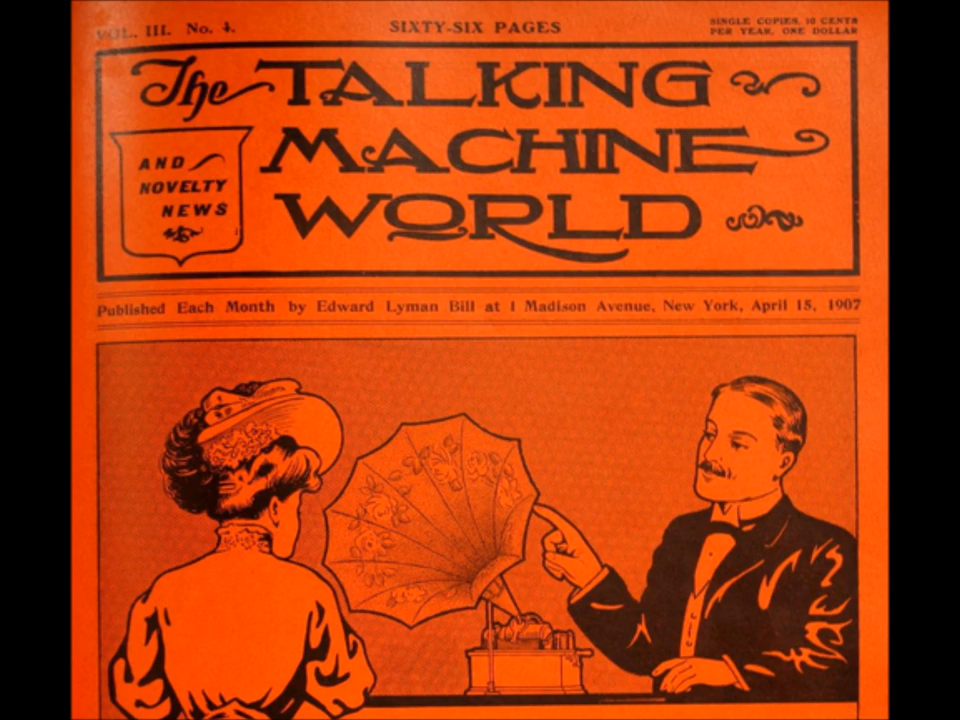 VOL. III. No. 4.
SIXTY-SIX PAGES
SINGLE COPIES, 10 CENTS
PER YEAR, ONE DOLLAR
The TALKING
MACHINE
WORLD
AND
NOVELTY
NEWS
Published Each Month by Edward Lyman Bill at 1 Madison Avenue, New York, April 15, 1907